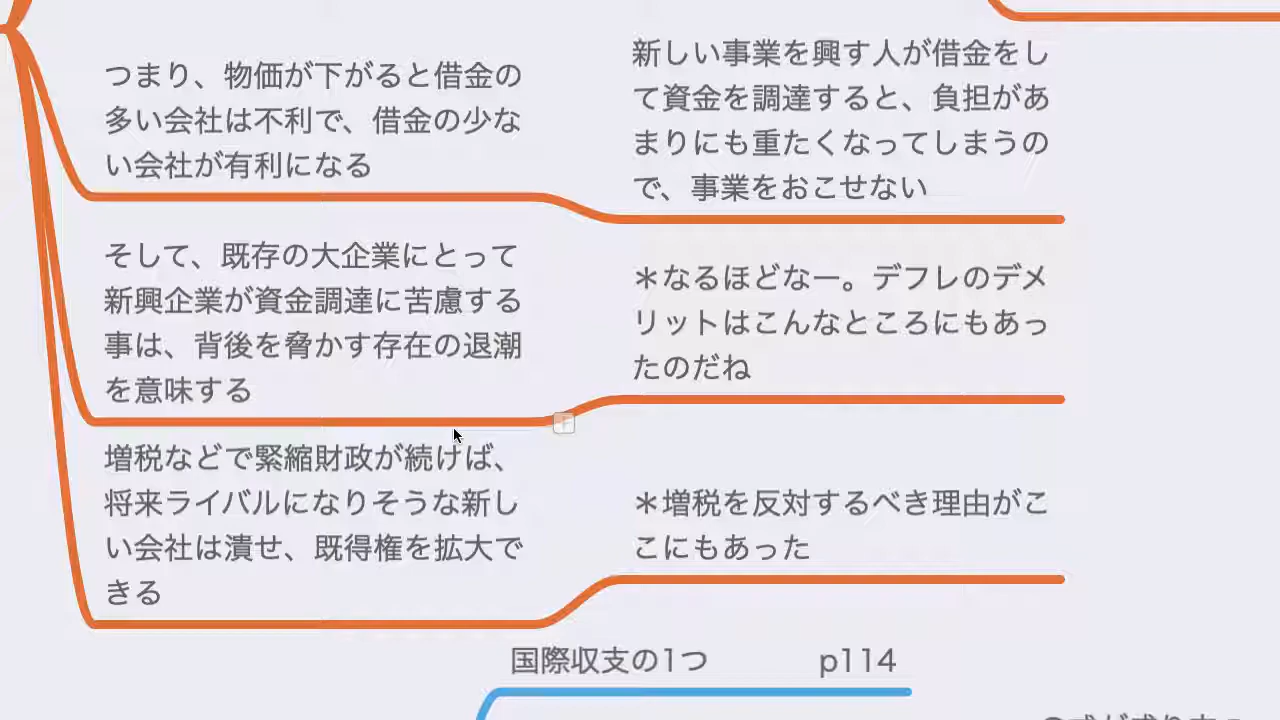 つまり、物価が下がると借金の
多い会社は不利で、借金の少な
い会社が有利になる
新しい事業を興す人が借金をし
て資金を調達すると、負担があ
まりにも重たくなってしまうの
で、事業をおこせない
そして、既存の大企業にとって
新興企業が資金調達に苦慮する
事は、背後を脅かす存在の退潮
を意味する
＊なるほどなー。デフレのデメ
リットはこんなところにもあっ
たのだね
増税などで緊縮財政が続けば、
将来ライバルになりそうな新し
い会社は潰せ、既得権を拡大で
きる
＊増税を反対するべき理由がこ
こにもあった
国際収支の1つ p114